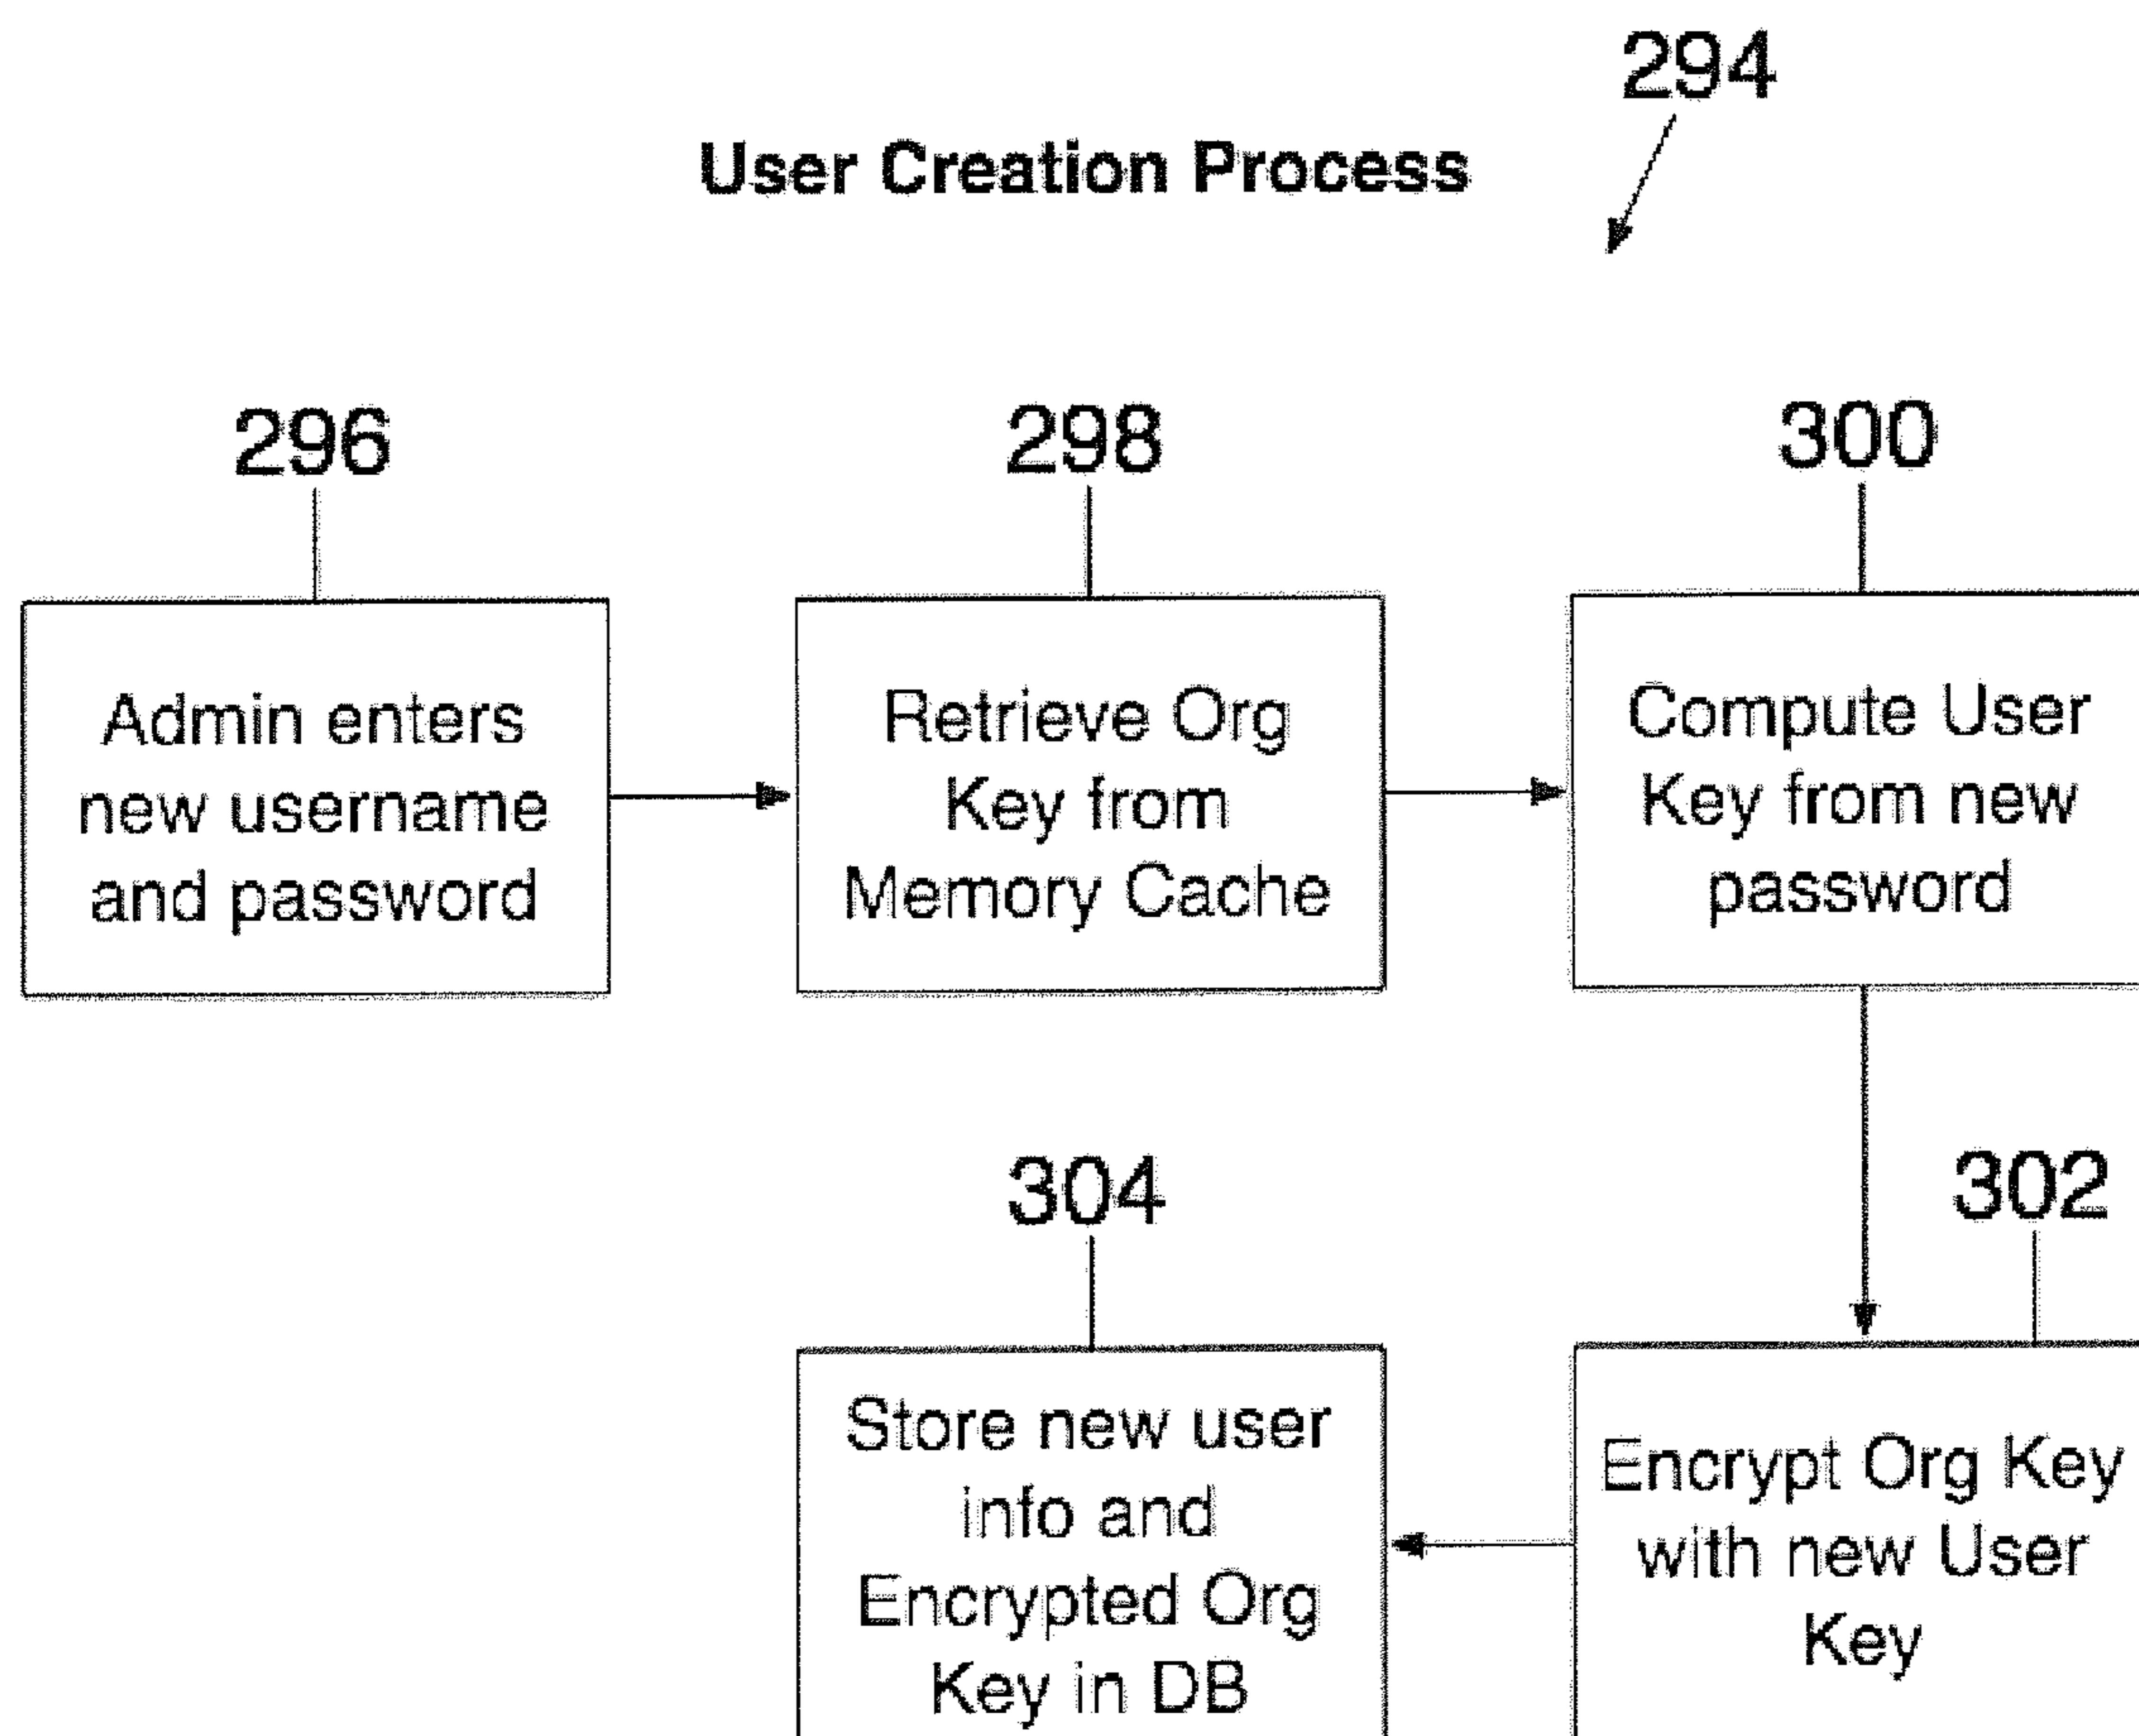 294
User Creation Process
296
298
300
Admin enters
new username
and password
Retrieve Org
Key from
Memory Cache
Compute User
Key from new
password
304
302
Store new user
info and
Encrypted Org
Key in DB
Encrypt Org Key
with new User
Key